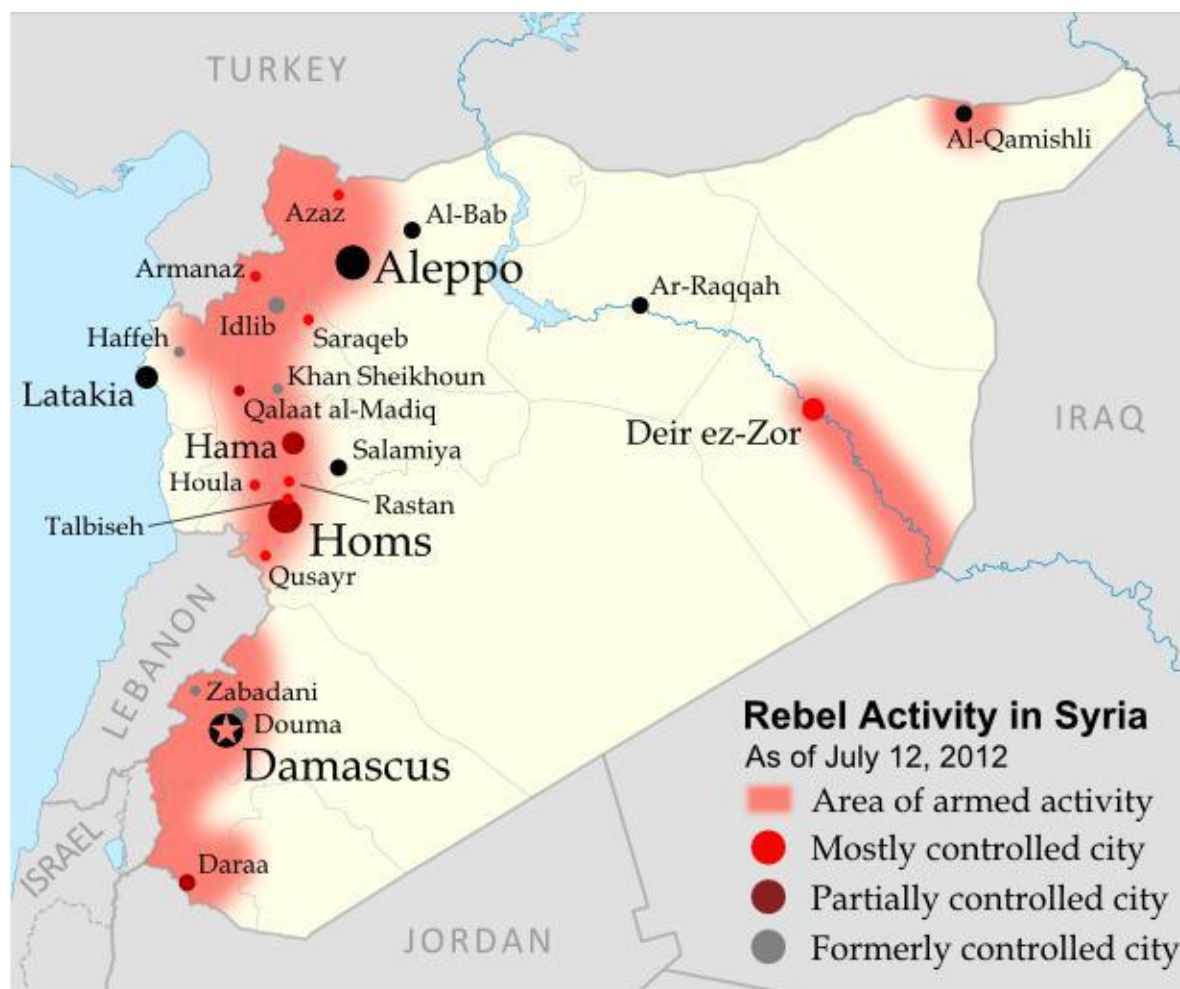 TURKEY
Al-Qamishli
Azaz
Al-Bab
Aleppo
Armanaz
Ar-Raqqah
Idlib
Saraqeb
Haffeh
Latakia
Khan Sheikhoun
Qalaat al-Madiq
Deir ez-Zor
IRAQ
Hama
Salamiya
Houla
Rastan
Talbiseh
Homs
Qusayr
LEBANON
Zabadani
Douma
Damascus
ISRAEL
Daraa
JORDAN
Rebel Activity in Syria
As of July 12, 2012
Area of armed activity
Mostly controlled city
Partially controlled city
Formerly controlled city